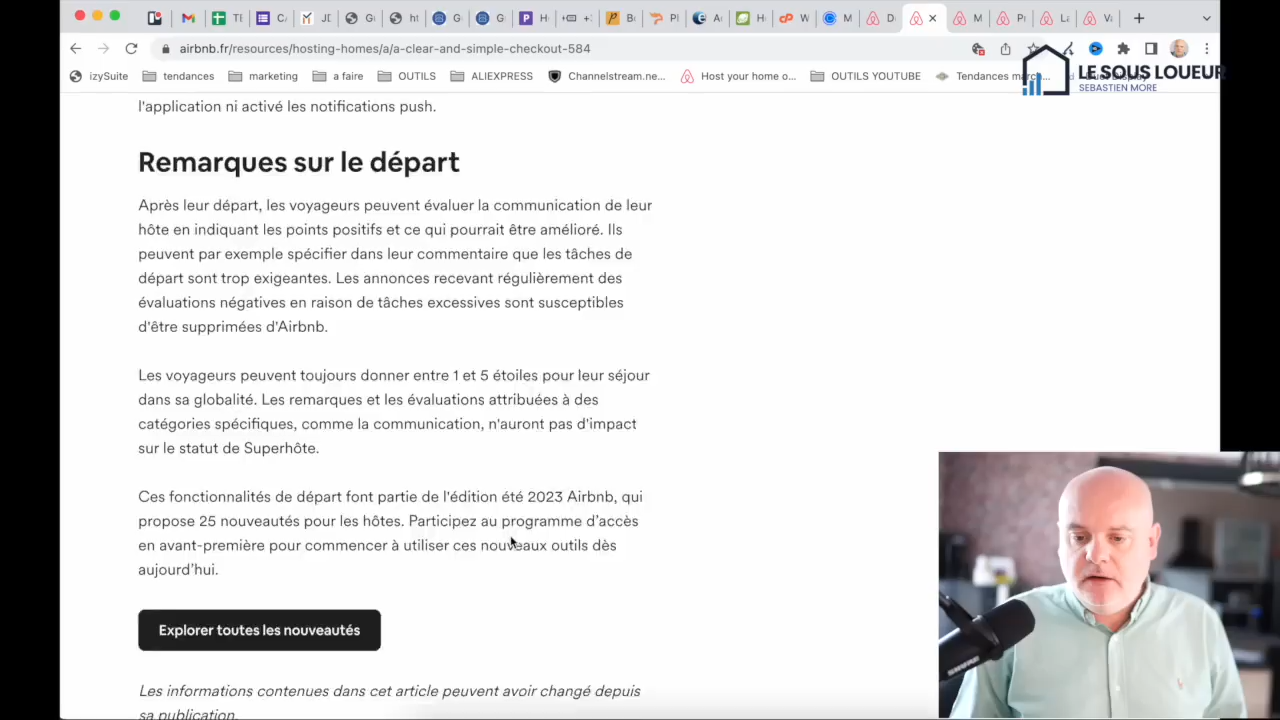 TE
CA
JD
G
ht
G
G
H
+:
B
Pl
A
H
W
M
D
M
P
L
V
airbnb.fr/resources/hosting-homes/a/a-clear-and-simple-checkout-584
izySuite
tendances
marketing
a faire
OUTILS
ALIEXPRESS
Channelstream.ne...
Host your home o...
OUTILS YOUTUBE
Tendances marc...
LE SOUS LOUEUR
SEBASTIEN MORE
l'application ni activé les notifications push.
Remarques sur le départ
Après leur départ, les voyageurs peuvent évaluer la communication de leur
hôte en indiquant les points positifs et ce qui pourrait être amélioré. Ils
peuvent par exemple spécifier dans leur commentaire que les tâches de
départ sont trop exigeantes. Les annonces recevant régulièrement des
évaluations négatives en raison de tâches excessives sont susceptibles
d'être supprimées d'Airbnb.
Les voyageurs peuvent toujours donner entre 1 et 5 étoiles pour leur séjour
dans sa globalité. Les remarques et les évaluations attribuées à des
catégories spécifiques, comme la communication, n'auront pas d'impact
sur le statut de Superhôte.
Ces fonctionnalités de départ font partie de l'édition été 2023 Airbnb, qui
propose 25 nouveautés pour les hôtes. Participez au programme d'accès
en avant-première pour commencer à utiliser ces nouveaux outils dès
aujourd'hui.
Explorer toutes les nouveautés
Les informations contenues dans cet article peuvent avoir changé depuis
sa publication.